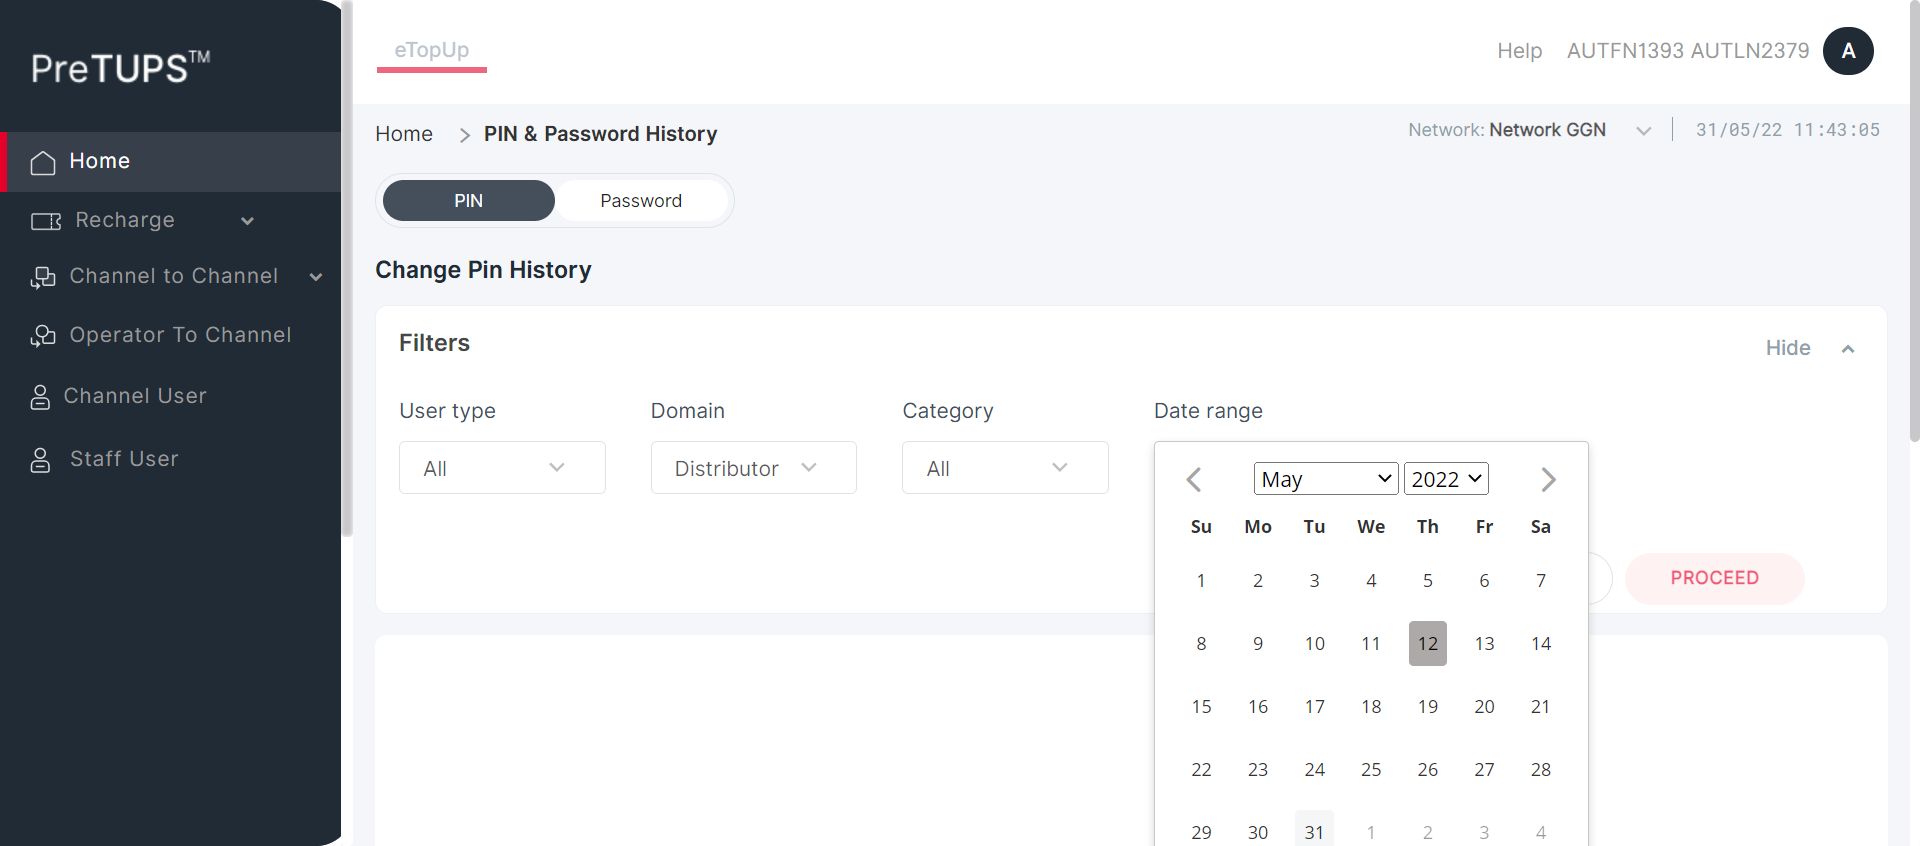 PreTUPS™
Home
Recharge
Channel to Channel
Operator To Channel
Channel User
Staff User
eTopUp
Help AUTFN1393 AUTLN2379 A
Home > PIN & Password History
Network: Network GGN 31/05/22 11:43:05
PIN Password
Change Pin History
Filters
Hide
User type Domain Category Date range
All Distributor All
May 2022
Su Mo Tu We Th Fr Sa
1 2 3 4 5 6 7
PROCEED
8 9 10 11 12 13 14
15 16 17 18 19 20 21
22 23 24 25 26 27 28
29 30 31 1 2 3 4